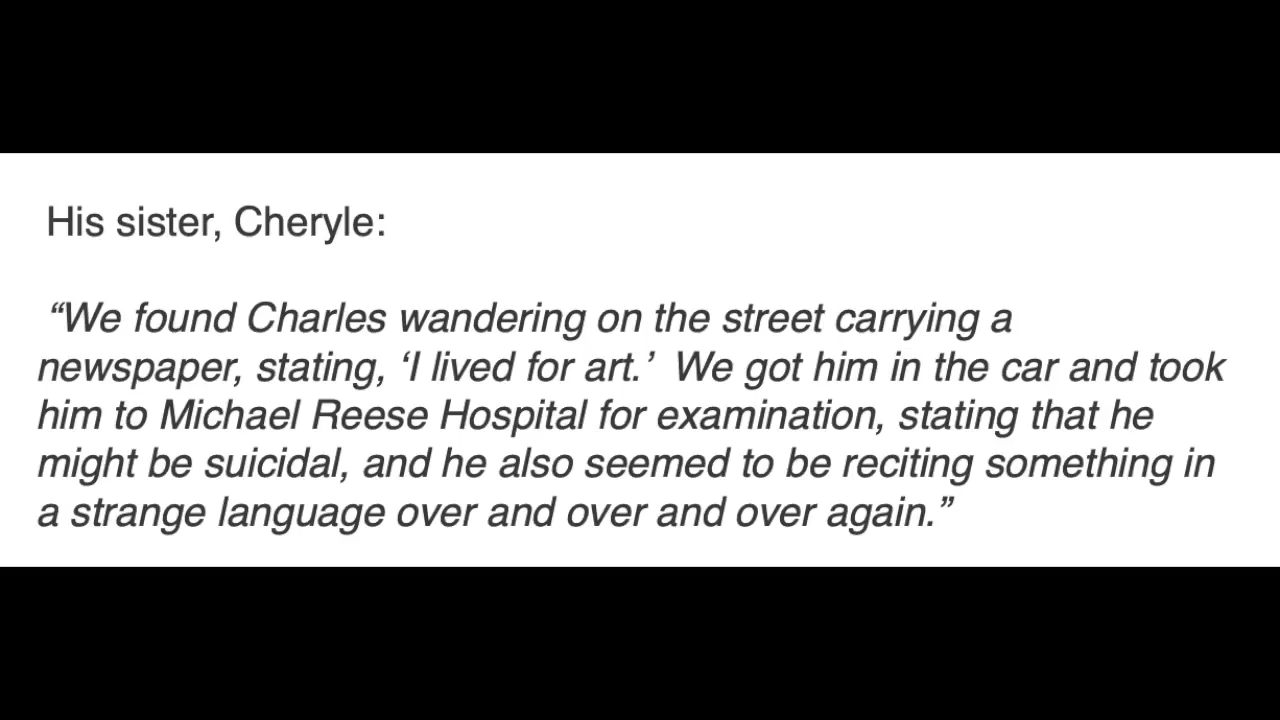 His sister, Cheryle:
“We found Charles wandering on the street carrying a
newspaper, stating, ‘I lived for art.’  We got him in the car and took
him to Michael Reese Hospital for examination, stating that he
might be suicidal, and he also seemed to be reciting something in
a strange language over and over and over again.”